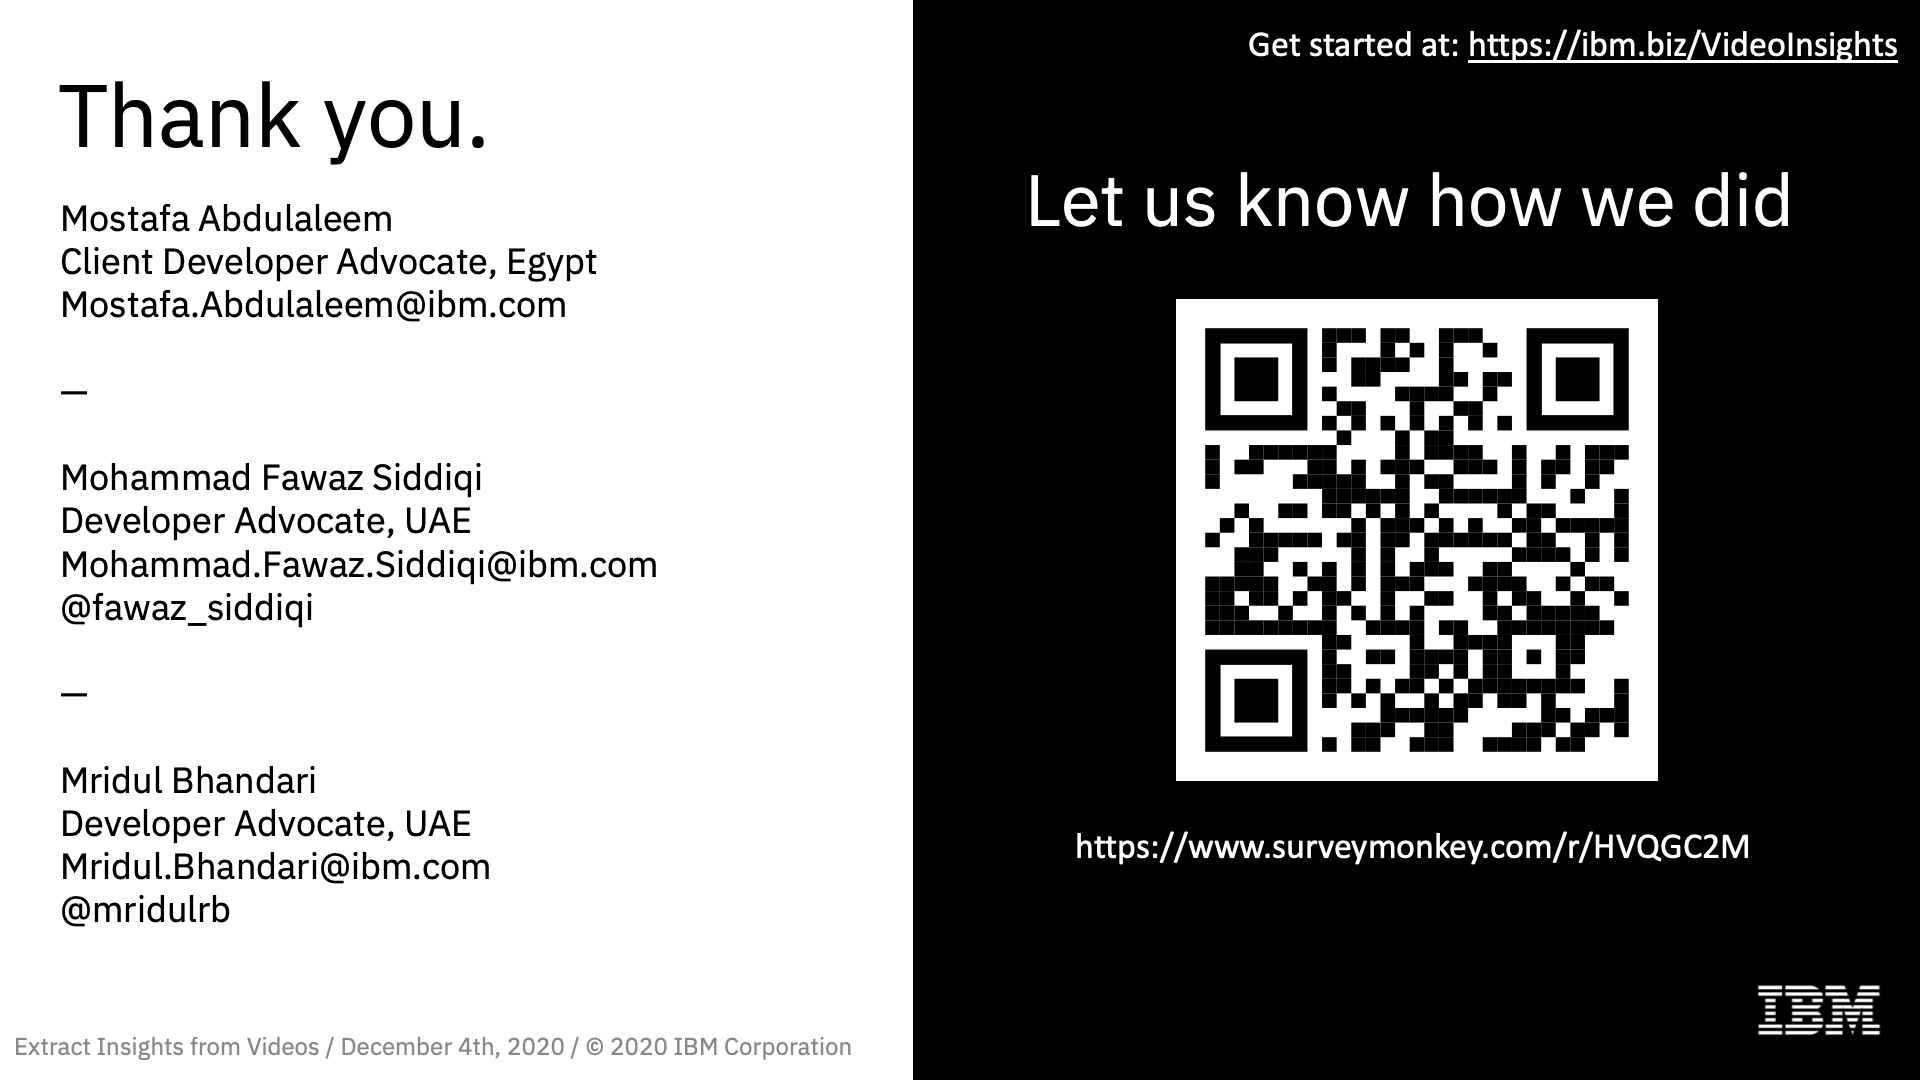 Thank you.
Mostafa Abdulaleem
Client Developer Advocate, Egypt
Mostafa.Abdulaleem@ibm.com
—
Mohammad Fawaz Siddiqi
Developer Advocate, UAE
Mohammad.Fawaz.Siddiqi@ibm.com
@fawaz_siddiqi
—
Mridul Bhandari
Developer Advocate, UAE
Mridul.Bhandari@ibm.com
@mridulrb
Extract Insights from Videos / December 4th, 2020 / © 2020 IBM Corporation
Get started at: https://ibm.biz/VideoInsights
Let us know how we did
https://www.surveymonkey.com/r/HVQGC2M
IBM